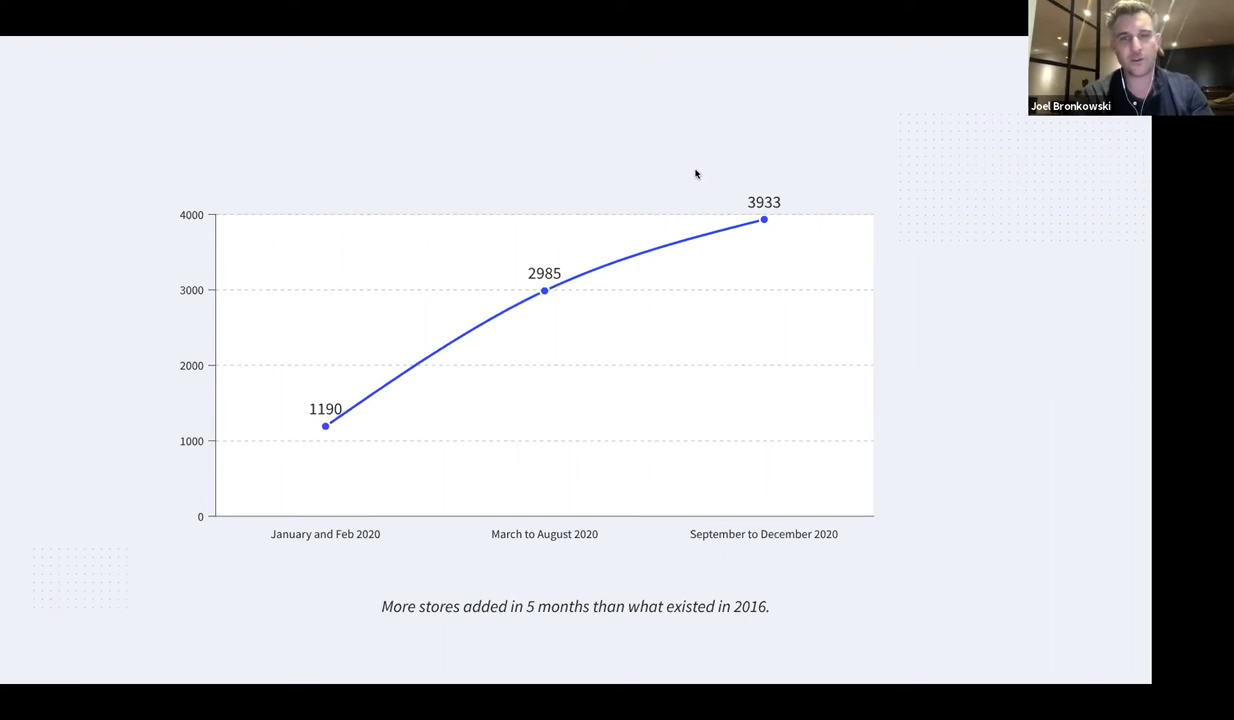 Joel Bronkowski
3933
4000
2985
3000
2000
1190
1000
0
January and Feb 2020
March to August 2020
September to December 2020
More stores added in 5 months than what existed in 2016.